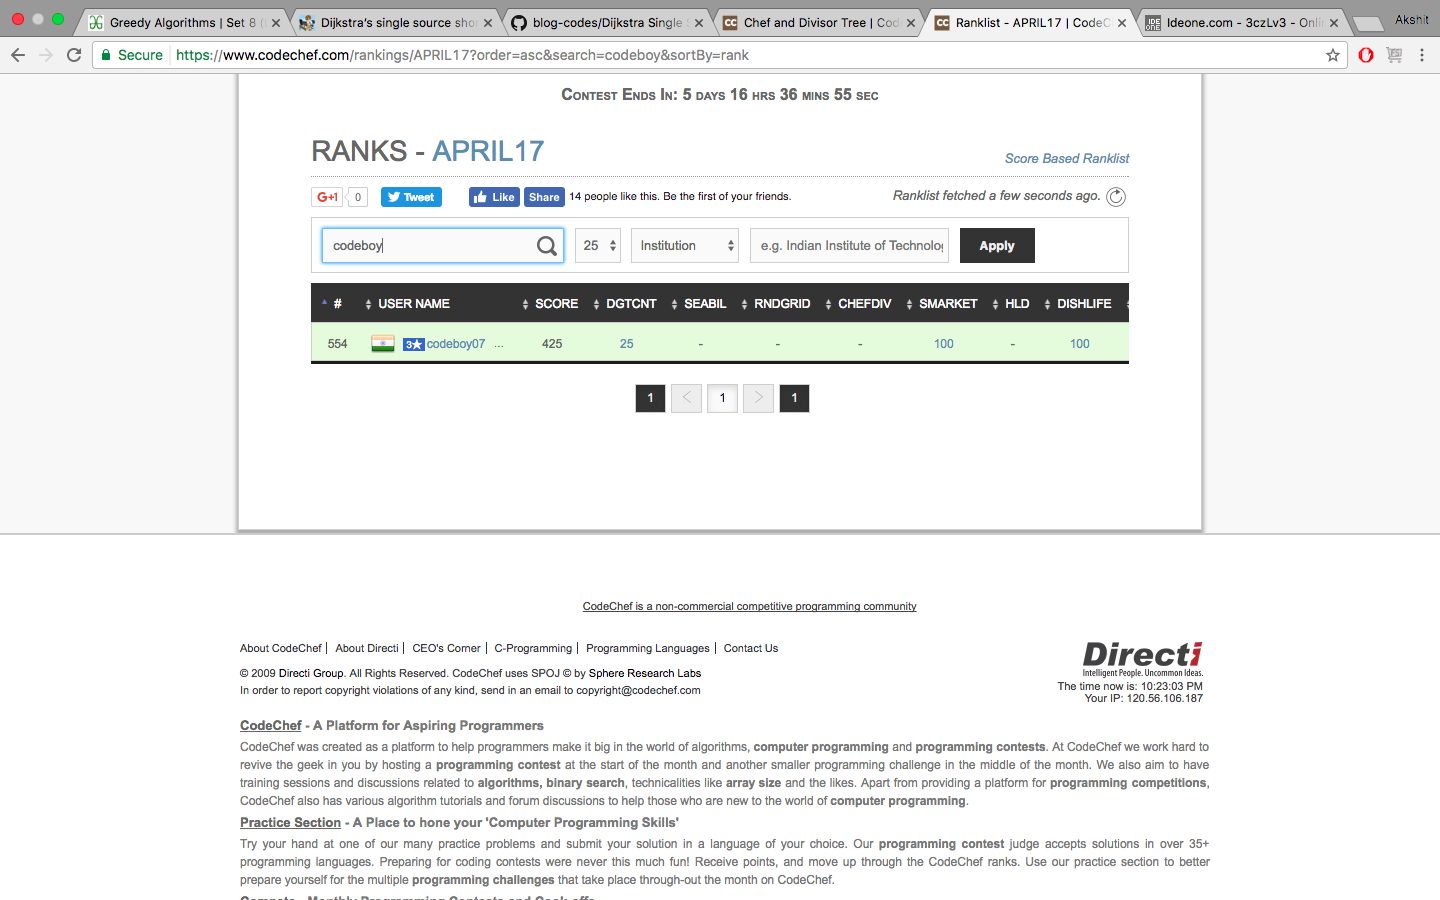 Greedy Algorithms | Set 8 (
Dijkstra's single source sho
blog-codes/Dijkstra Single S
Chef and Divisor Tree | Cod
Ranklist - APRIL17 | CodeC
Ideone.com - 3czLv3 - Onli
Akshit
Secure
https://www.codechef.com/rankings/APRIL17?order=asc&search=codeboy&sortBy=rank
CONTEST ENDS IN: 5 DAYS 16 HRS 36 MINS 55 SEC
RANKS - APRIL17
Score Based Ranklist
G+1 0 Tweet Like Share 14 people like this. Be the first of your friends.
Ranklist fetched a few seconds ago.
codeboy 25 Institution e.g. Indian Institute of Technolog Apply
# USER NAME SCORE DGTCNT SEABIL RNDGRID CHEFDIV SMARKET HLD DISHLIFE
554 3★ codeboy07 ... 425 25 - - - 100 - 100
1 < 1 > 1
CodeChef is a non-commercial competitive programming community
About CodeChef | About Directi | CEO's Corner | C-Programming | Programming Languages | Contact Us
© 2009 Directi Group. All Rights Reserved. CodeChef uses SPOJ © by Sphere Research Labs
In order to report copyright violations of any kind, send in an email to copyright@codechef.com
Directi
Intelligent People. Uncommon Ideas.
The time now is: 10:23:03 PM
Your IP: 120.56.106.187
CodeChef - A Platform for Aspiring Programmers
CodeChef was created as a platform to help programmers make it big in the world of algorithms, computer programming and programming contests. At CodeChef we work hard to
revive the geek in you by hosting a programming contest at the start of the month and another smaller programming challenge in the middle of the month. We also aim to have
training sessions and discussions related to algorithms, binary search, technicalities like array size and the likes. Apart from providing a platform for programming competitions,
CodeChef also has various algorithm tutorials and forum discussions to help those who are new to the world of computer programming.
Practice Section - A Place to hone your 'Computer Programming Skills'
Try your hand at one of our many practice problems and submit your solution in a language of your choice. Our programming contest judge accepts solutions in over 35+
programming languages. Preparing for coding contests were never this much fun! Receive points, and move up through the CodeChef ranks. Use our practice section to better
prepare yourself for the multiple programming challenges that take place through-out the month on CodeChef.
Compete - Monthly Programming Contests and Cook-offs